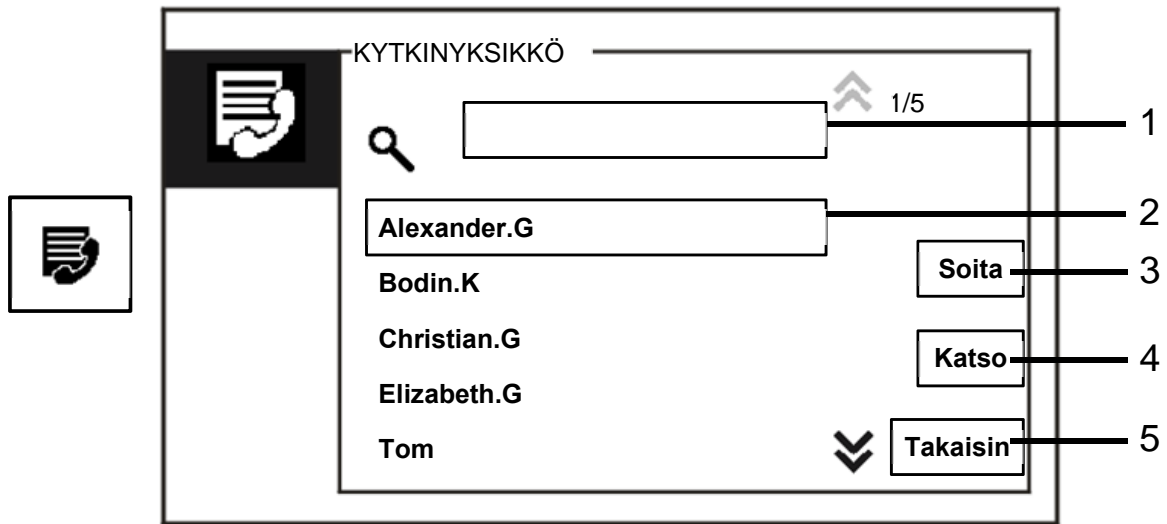 KYTKINYKSIKKÖ
1/5
1
Alexander.G
2
Bodin.K
Soita
3
Christian.G
Katso
4
Elizabeth.G
Tom
Takaisin
5